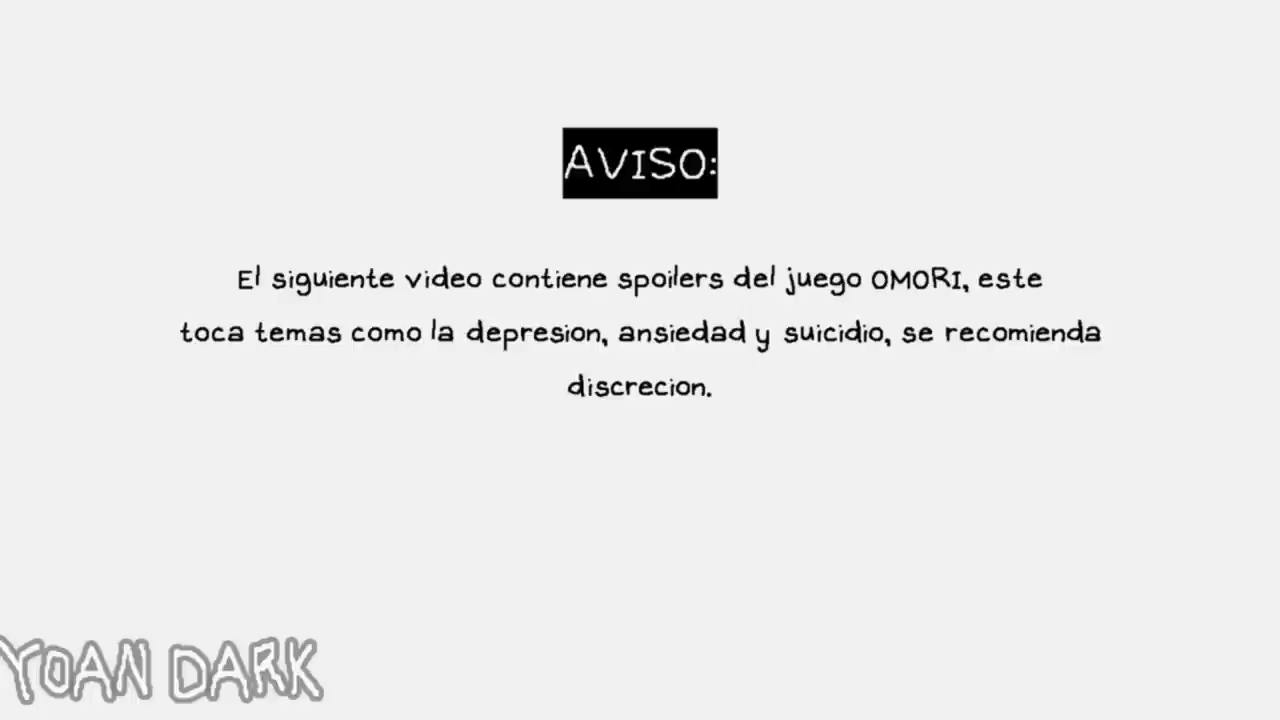 AVISO:
El siguiente video contiene spoilers del juego OMORI, este
toca temas como la depresion, ansiedad y suicidio, se recomienda
discrecion.
YOAN DARK